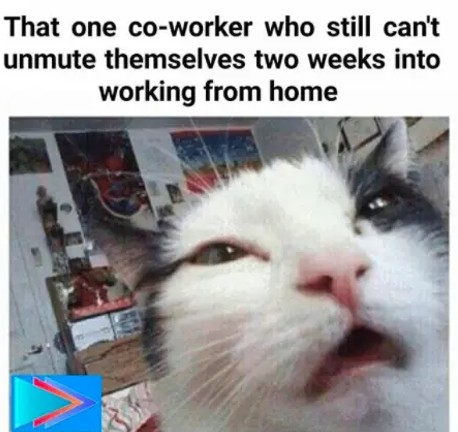 That one co-worker who still can't
unmute themselves two weeks into
working from home